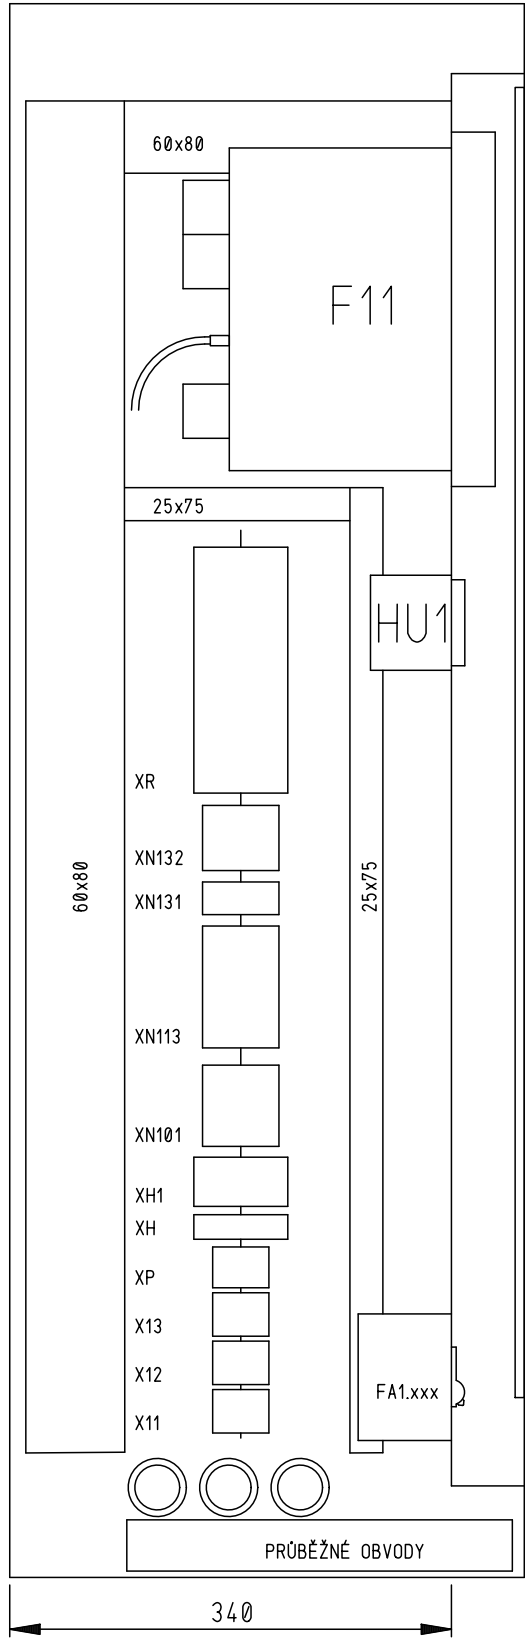 60x80
F11
25x75
HU1
XR
XN132
60x80
25x75
XN131
XN113
XN101
XH1
XH
XP
X13
X12
FA1.xxx
X11
PRŮBĚŽNÉ OBVODY
340